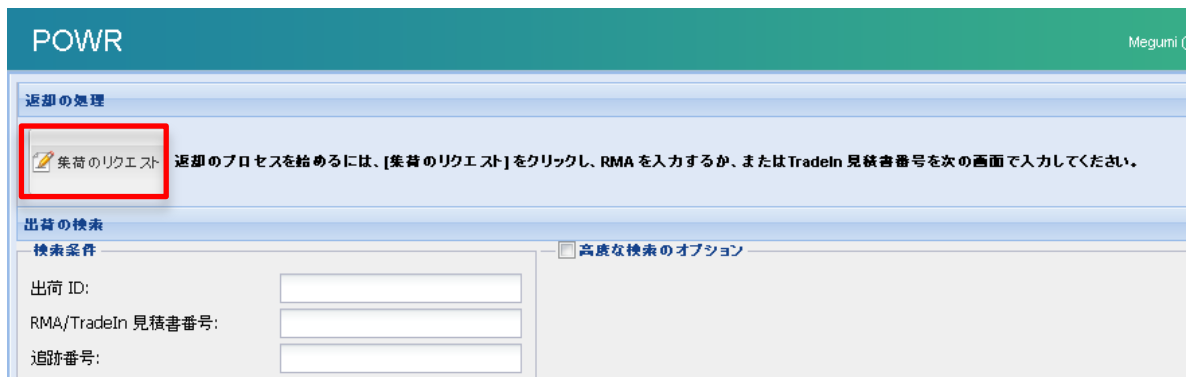 POWR
Megumi (
返却の処理
集荷のリクエスト 返却のプロセスを始めるには、[集荷のリクエスト] をクリックし、RMA を入力するか、またはTradeIn 見積書番号を次の画面で入力してください。
出荷の検索
検索条件
高度な検索のオプション
出荷 ID:
RMA/TradeIn 見積書番号:
追跡番号: